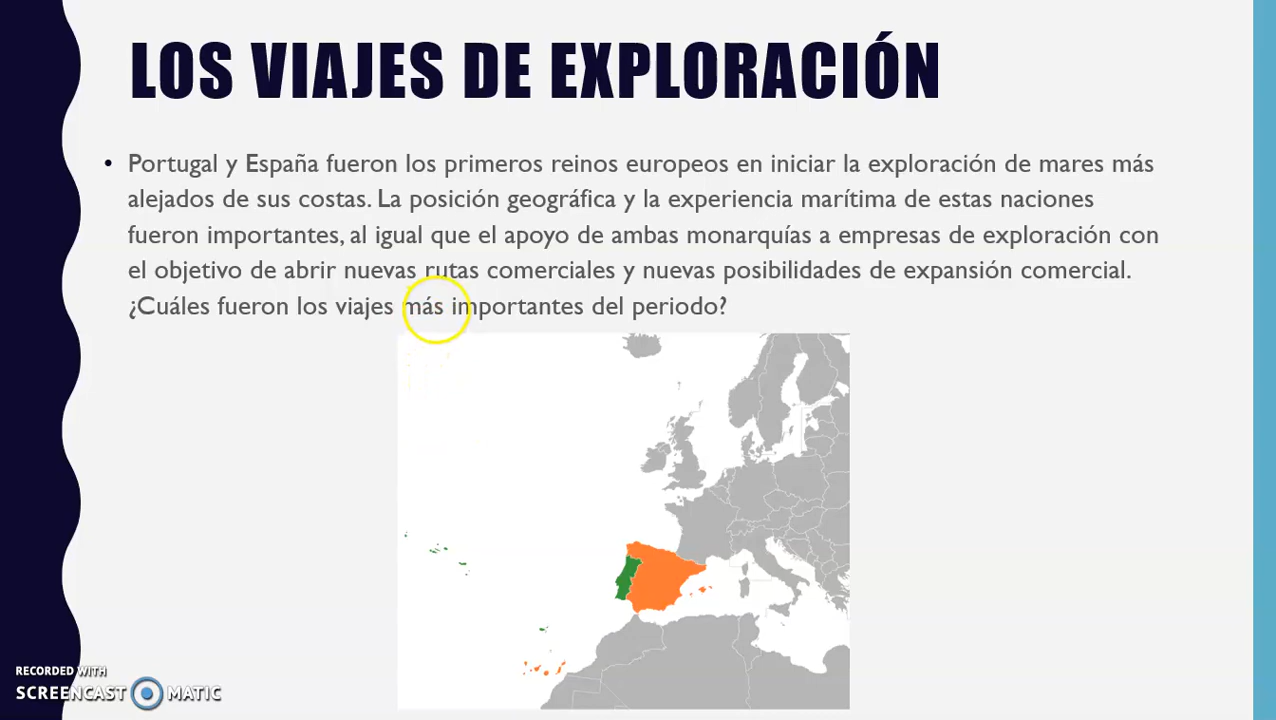 LOS VIAJES DE EXPLORACIÓN
• Portugal y España fueron los primeros reinos europeos en iniciar la exploración de mares más
alejados de sus costas. La posición geográfica y la experiencia marítima de estas naciones
fueron importantes, al igual que el apoyo de ambas monarquías a empresas de exploración con
el objetivo de abrir nuevas rutas comerciales y nuevas posibilidades de expansión comercial.
¿Cuáles fueron los viajes más importantes del periodo?
RECORDED WITH
SCREENCAST MATIC